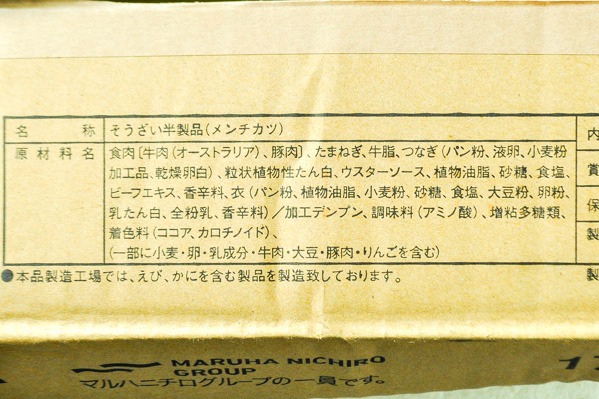 名 称 そうざい半製品(メンチカツ)
原材料名 食肉〔牛肉(オーストラリア)、豚肉〕、たまねぎ、牛脂、つなぎ(パン粉、液卵、小麦粉
加工品、乾燥卵白)、粒状植物性たん白、ウスターソース、植物油脂、砂糖、食塩、
ビーフエキス、香辛料、衣(パン粉、植物油脂、小麦粉、砂糖、食塩、大豆粉、卵粉、
乳たん白、全粉乳、香辛料)/加工デンプン、調味料(アミノ酸)、増粘多糖類、
着色料(ココア、カロチノイド)、
(一部に小麦・卵・乳成分・牛肉・大豆・豚肉・りんごを含む)
●本品製造工場では、えび、かにを含む製品を製造致しております。
内
賞
保
製
製
MARUHA NICHIRO
GROUP
マルハニチログループの一員です。
1